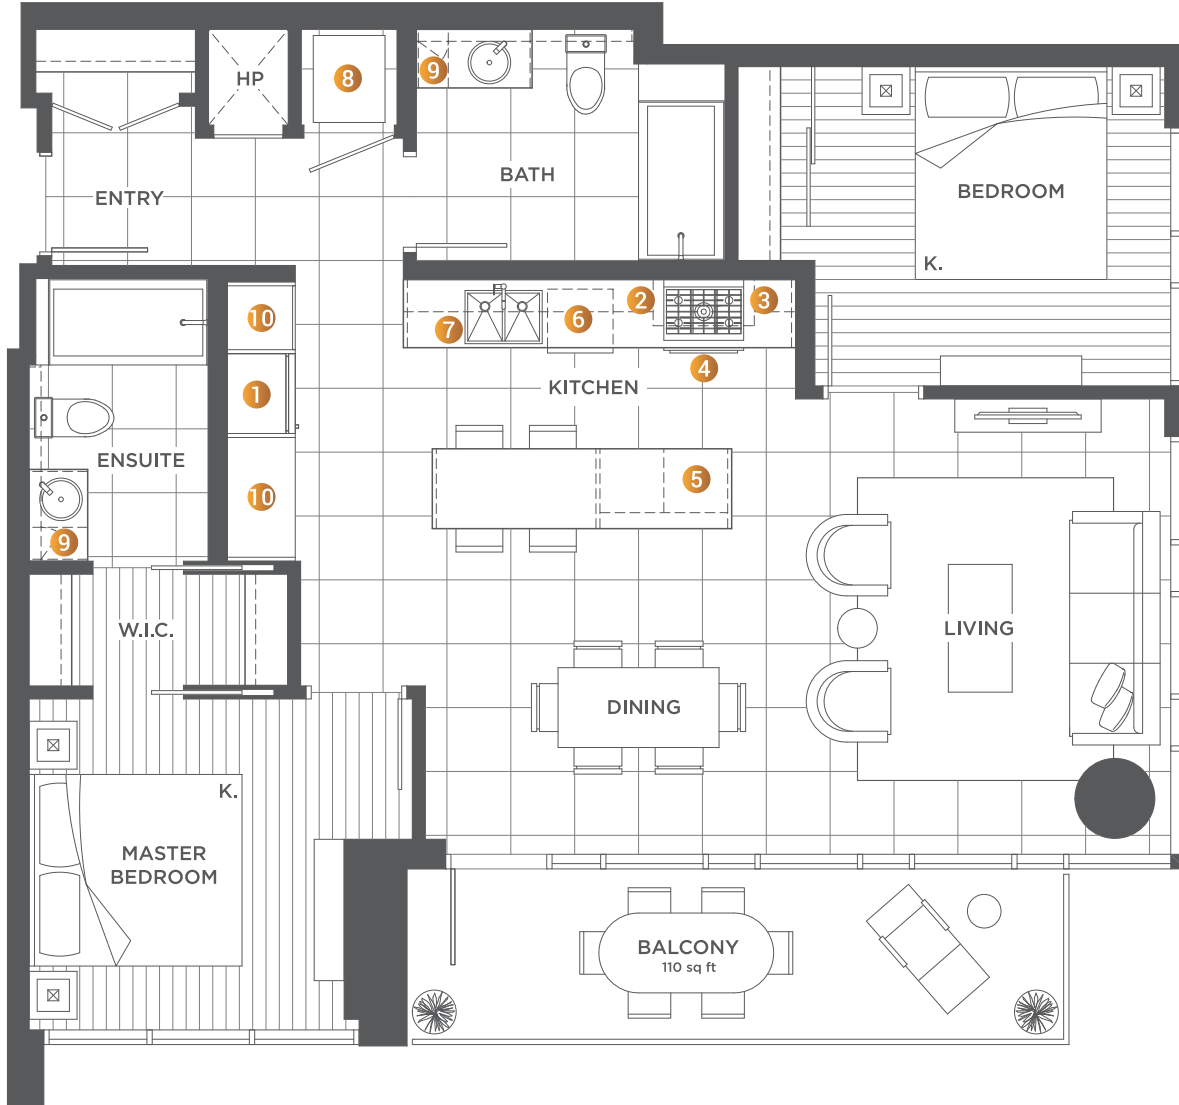 HP
8
9
BATH
ENTRY
BEDROOM
K.
10
7
6
2
3
4
1
KITCHEN
ENSUITE
5
10
9
W.I.C.
LIVING
DINING
K.
MASTER
BEDROOM
BALCONY
110 sq ft